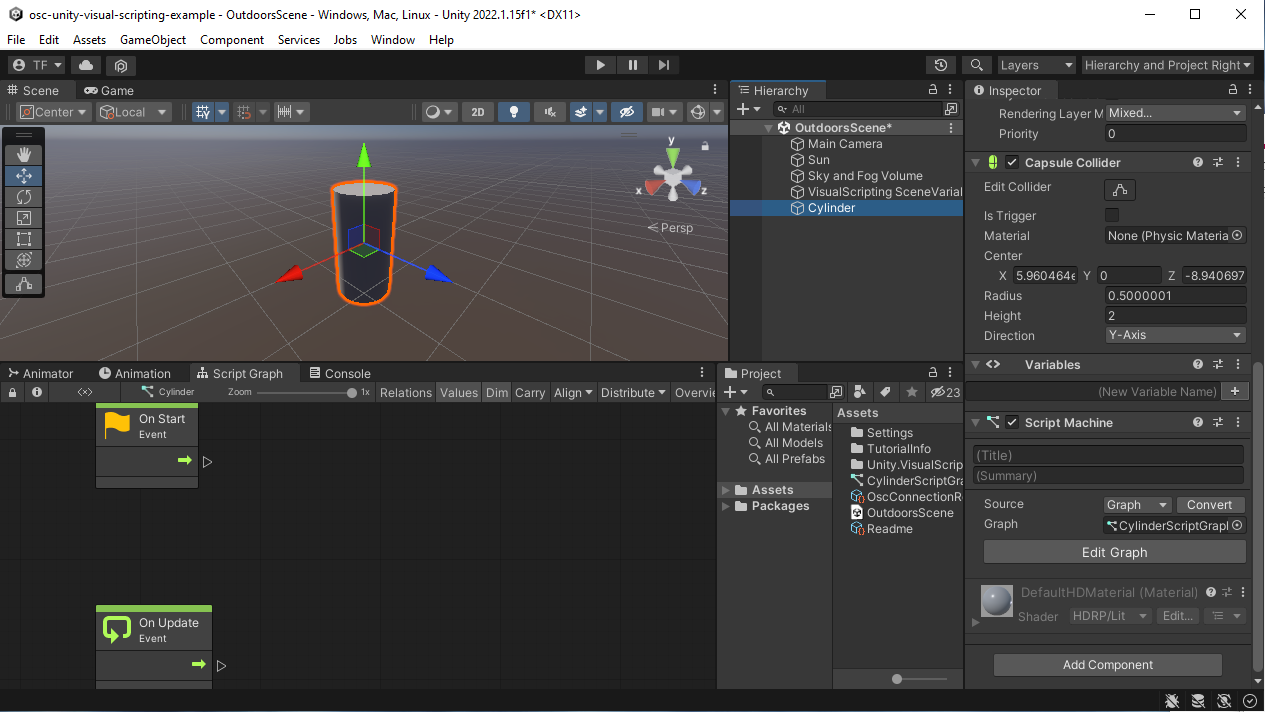 osc-unity-visual-scripting-example - OutdoorsScene - Windows, Mac, Linux - Unity 2022.1.15f1* <DX11>
File Edit Assets GameObject Component Services Jobs Window Help
TF Layers Hierarchy and Project Right
Scene Game
Center Local 2D
y
x z
Persp
Hierarchy
All
OutdoorsScene*
Main Camera
Sun
Sky and Fog Volume
VisualScripting SceneVarial
Cylinder
Inspector
Rendering Layer M Mixed...
Priority 0
Capsule Collider
Edit Collider
Is Trigger
Material None (Physic Materia
Center
X 5.960464e Y 0 Z -8.940697
Radius 0.5000001
Height 2
Direction Y-Axis
Variables
(New Variable Name)
Script Machine
(Title)
(Summary)
Source Graph Convert
Graph CylinderScriptGrapl
Edit Graph
DefaultHDMaterial (Material)
Shader HDRP/Lit Edit...
Add Component
Animator Animation Script Graph Console
<x> Cylinder Zoom 1x Relations Values Dim Carry Align Distribute Overvie
On Start
Event
On Update
Event
Project
23
Favorites
All Materials
All Models
All Prefabs
Assets
Packages
Assets
Settings
TutorialInfo
Unity.VisualScrip
CylinderScriptGra
OscConnectionR
OutdoorsScene
Readme